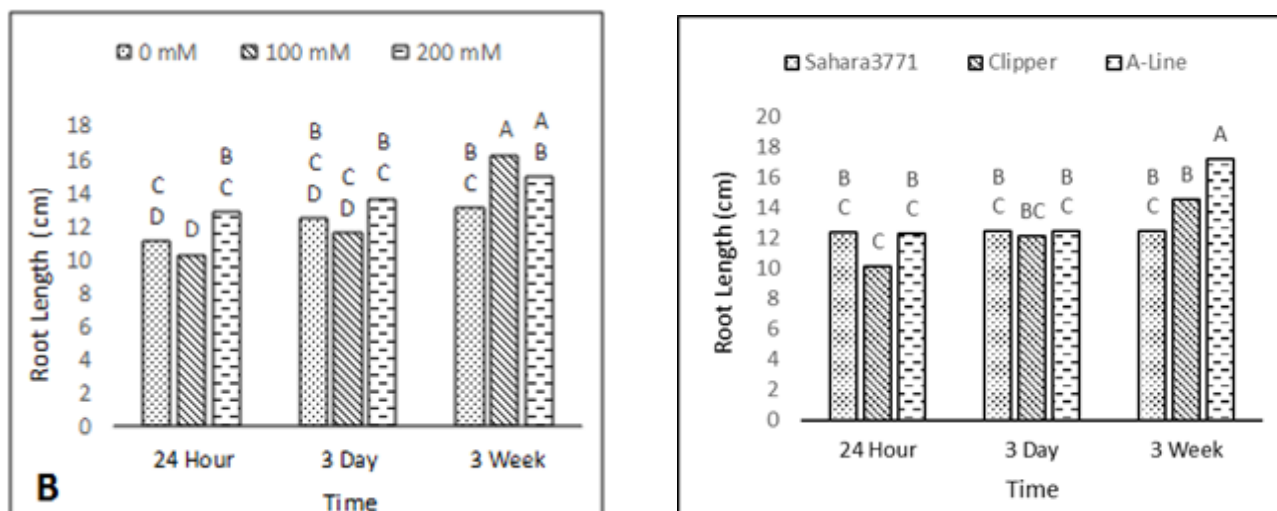 0 mM 100 mM 200 mM
Root Length (cm)
18
16
14
12
10
8
6
4
2
0
C
D
D
B
C
B
C
D
C
D
B
C
B
C
A
A
B
24 Hour 3 Day 3 Week
Time
B
Sahara3771 Clipper A-Line
Root Length (cm)
20
18
16
14
12
10
8
6
4
2
0
B
C
C
B
C
B
C
BC
B
C
B
C
B
A
24 Hour 3 Day 3 Week
Time